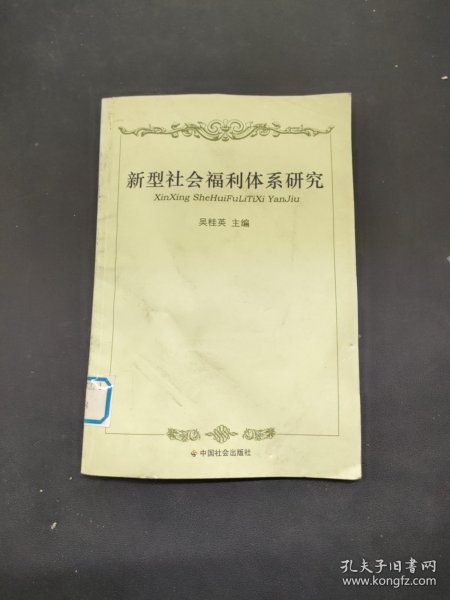 新型社会福利体系研究
XinXing SheHuiFuLiTiXi YanJiu
吴桂英 主编
中国社会出版社
孔夫子旧书网
www.kongfz.com